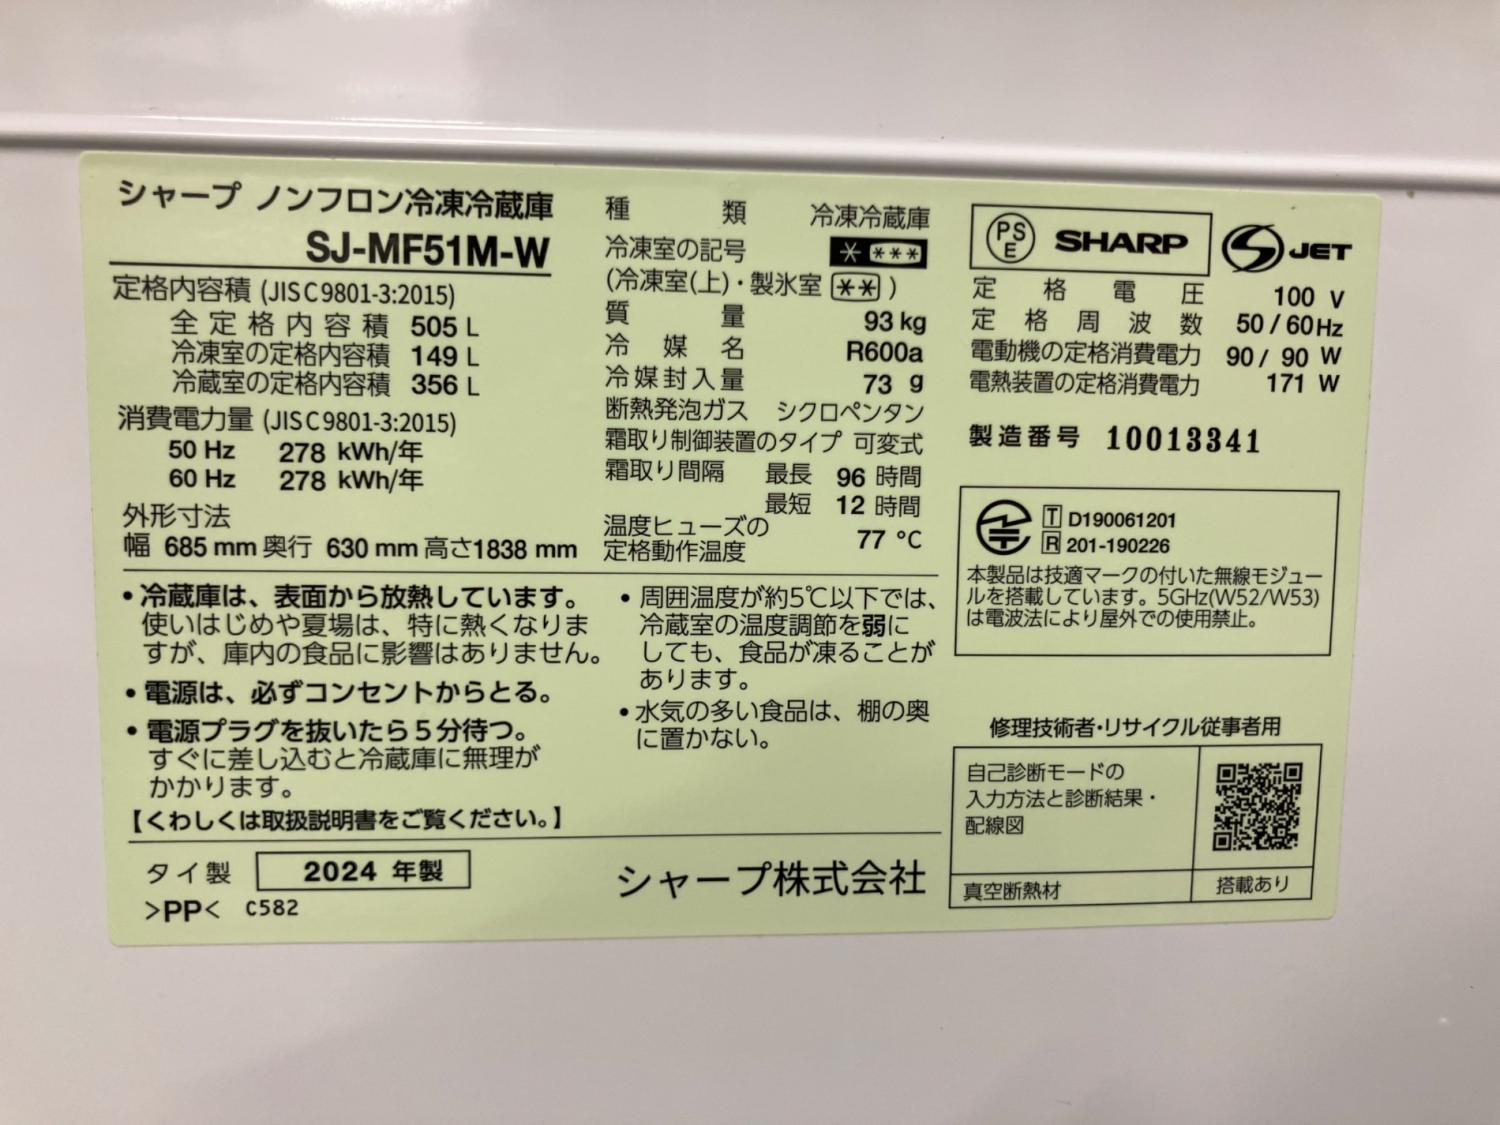 シャープ ノンフロン冷凍冷蔵庫
SJ-MF51M-W
定格内容積 (JIS C 9801-3:2015)
全定格内容積 505 L
冷凍室の定格内容積 149 L
冷蔵室の定格内容積 356 L
消費電力量 (JIS C 9801-3:2015)
50 Hz 278 kWh/年
60 Hz 278 kWh/年
外形寸法
幅 685 mm 奥行 630 mm 高さ 1838 mm
種類 冷凍冷蔵庫
冷凍室の記号 * ***
(冷凍室(上)・製氷室 ** )
質量 93 kg
冷媒名 R600a
冷媒封入量 73 g
断熱発泡ガス シクロペンタン
霜取り制御装置のタイプ 可変式
霜取り間隔 最長 96 時間
最短 12 時間
温度ヒューズの
定格動作温度 77 ℃
PSE SHARP S JET
定格電圧 100 V
定格周波数 50/60Hz
電動機の定格消費電力 90/ 90 W
電熱装置の定格消費電力 171 W
製造番号 10013341
T D190061201
R 201-190226
本製品は技適マークの付いた無線モジュー
ルを搭載しています。5GHz(W52/W53)
は電波法により屋外での使用禁止。
• 冷蔵庫は、表面から放熱しています。
使いはじめや夏場は、特に熱くなりま
すが、庫内の食品に影響はありません。
• 電源は、必ずコンセントからとる。
• 電源プラグを抜いたら5分待つ。
すぐに差し込むと冷蔵庫に無理が
かかります。
【くわしくは取扱説明書をご覧ください。】
• 周囲温度が約5℃以下では、
冷蔵室の温度調節を弱に
しても、食品が凍ることが
あります。
• 水気の多い食品は、棚の奥
に置かない。
修理技術者・リサイクル従事者用
自己診断モードの
入力方法と診断結果・
配線図
真空断熱材 搭載あり
タイ製 2024 年製
>PP< C582
シャープ株式会社